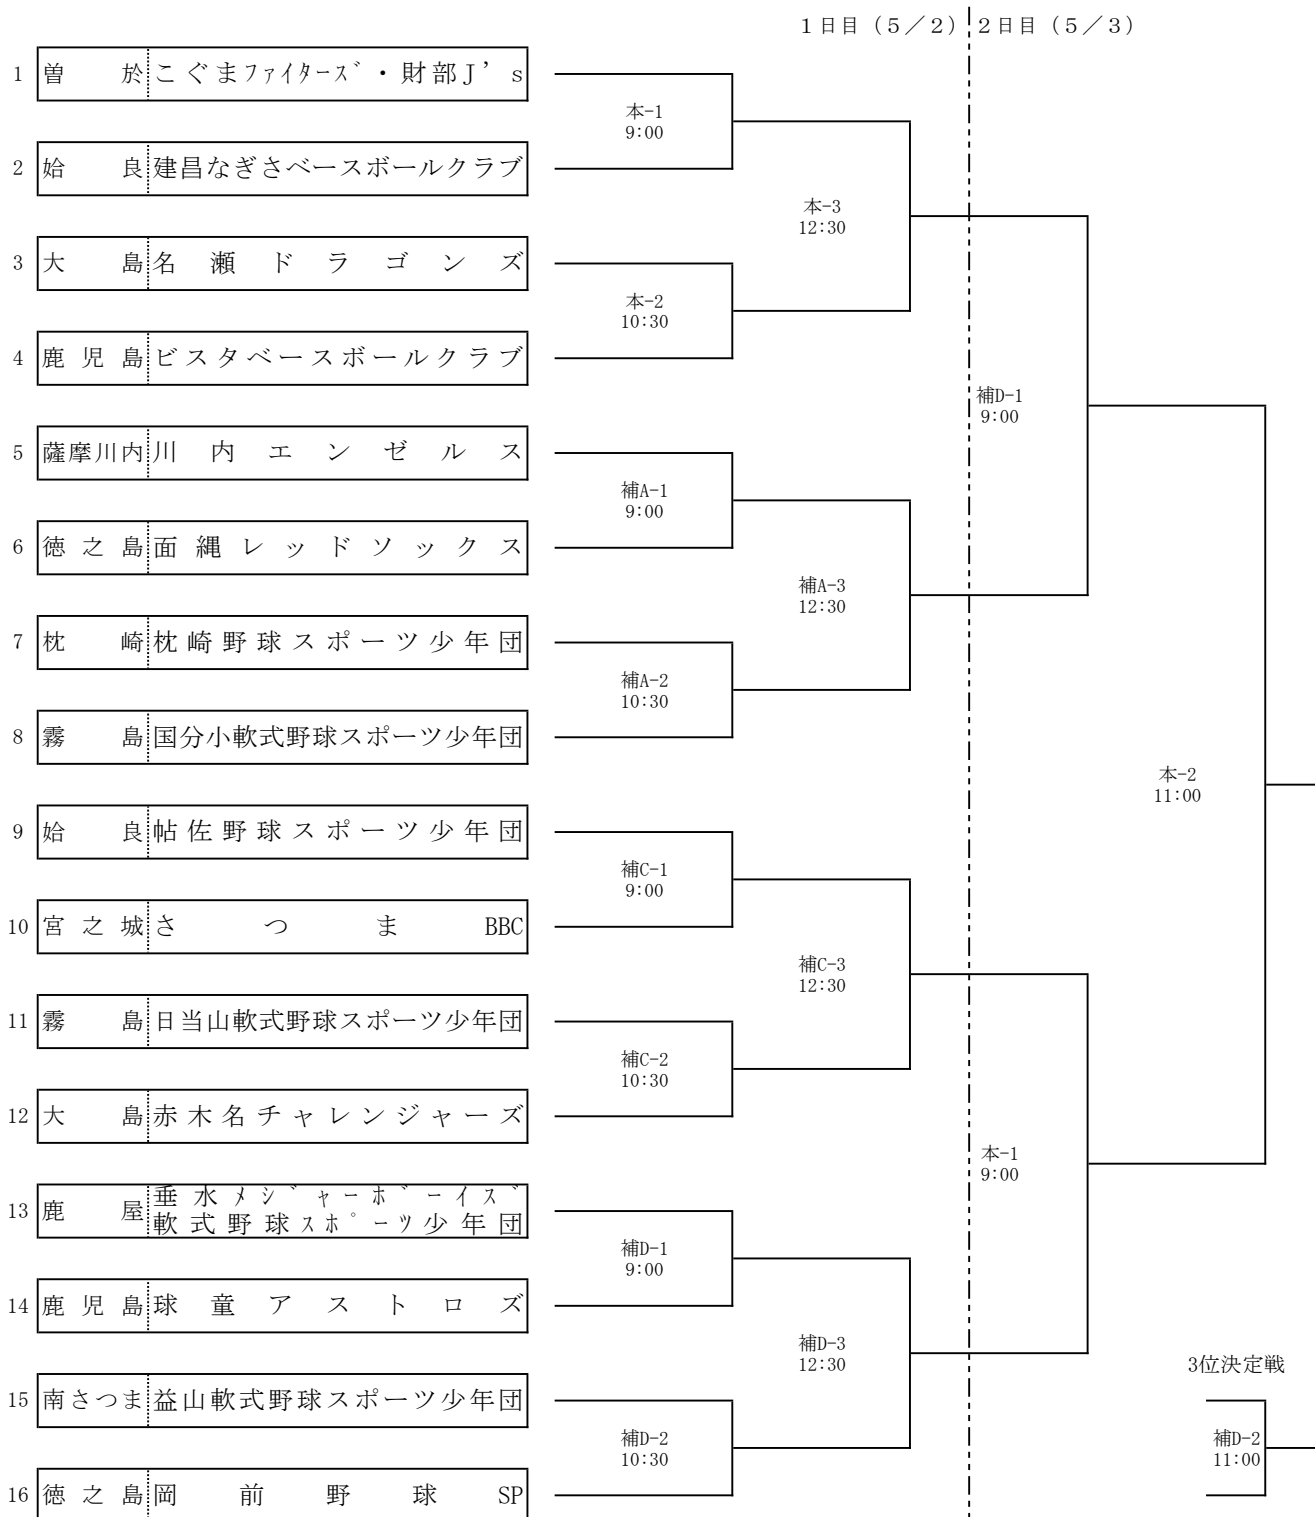 1日目（5／2）
2日目（5／3）
1 曽於 こぐまﾌｧｲﾀｰｽﾞ・財部J’s
2 姶良 建昌なぎさベースボールクラブ
3 大島 名瀬ドラゴンズ
4 鹿児島 ビスタベースボールクラブ
5 薩摩川内 川内エンゼルス
6 徳之島 面縄レッドソックス
7 枕崎 枕崎野球スポーツ少年団
8 霧島 国分小軟式野球スポーツ少年団
9 姶良 帖佐野球スポーツ少年団
10 宮之城 さつまBBC
11 霧島 日当山軟式野球スポーツ少年団
12 大島 赤木名チャレンジャーズ
13 鹿屋 垂水ﾒｼﾞｬｰﾎﾞｰｲｽﾞ
軟式野球ｽﾎﾟｰﾂ少年団
14 鹿児島 球童アストロズ
15 南さつま 益山軟式野球スポーツ少年団
16 徳之島 岡前野球SP
本-1
9:00
本-2
10:30
補A-1
9:00
補A-2
10:30
補C-1
9:00
補C-2
10:30
補D-1
9:00
補D-2
10:30
本-3
12:30
補A-3
12:30
補C-3
12:30
補D-3
12:30
補D-1
9:00
本-1
9:00
本-2
11:00
3位決定戦
補D-2
11:00